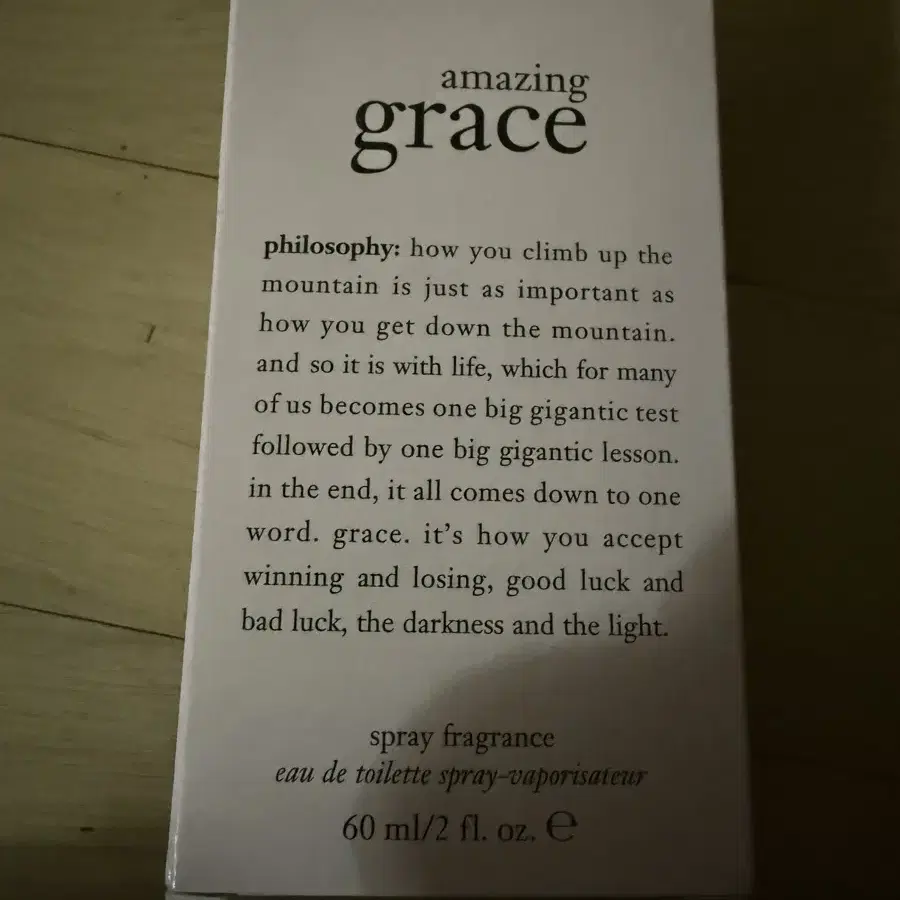 amazing
grace
philosophy: how you climb up the
mountain is just as important as
how you get down the mountain.
and so it is with life, which for many
of us becomes one big gigantic test
followed by one big gigantic lesson.
in the end, it all comes down to one
word. grace. it's how you accept
winning and losing, good luck and
bad luck, the darkness and the light.
spray fragrance
eau de toilette spray-vaporisateur
60 ml/2 fl. oz. ℮